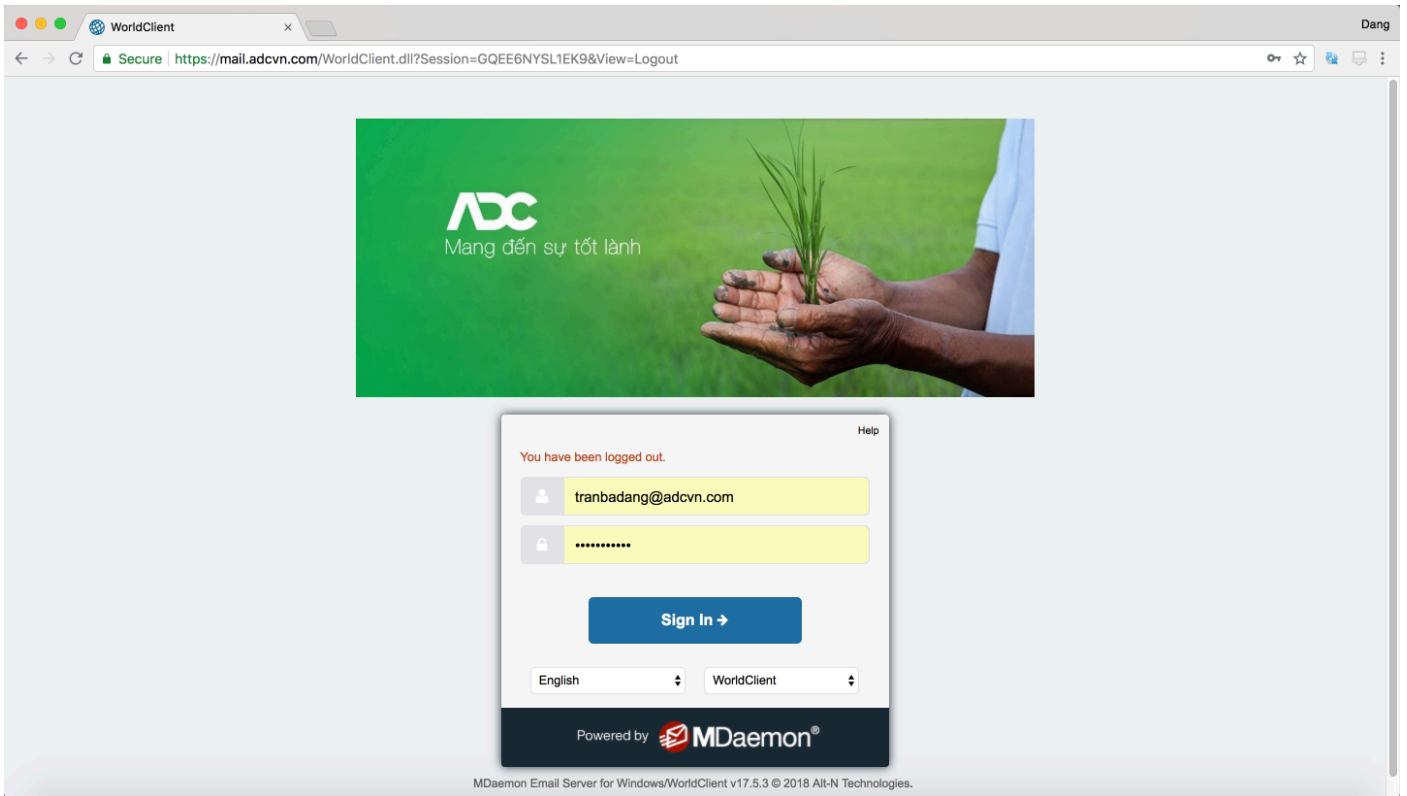 WorldClient
Dang
Secure https://mail.adcvn.com/WorldClient.dll?Session=GQEE6NYSL1EK9&View=Logout
ADC
Mang đến sự tốt lành
Help
You have been logged out.
tranbadang@adcvn.com
•••••••••••
Sign In
English WorldClient
Powered by MDaemon®
MDaemon Email Server for Windows/WorldClient v17.5.3 © 2018 Alt-N Technologies.